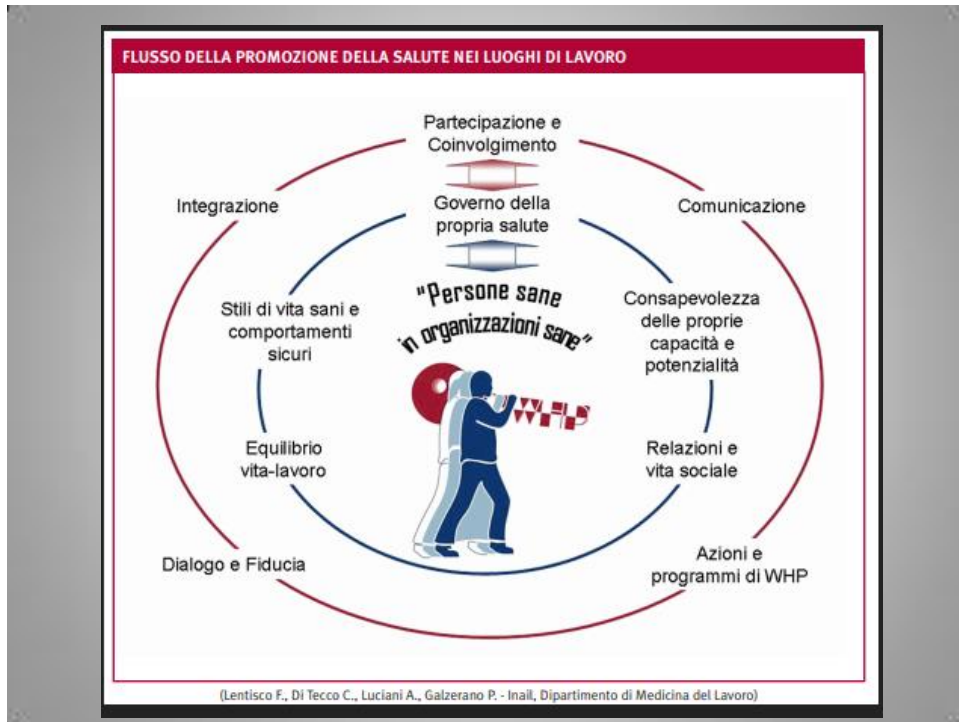 FLUSSO DELLA PROMOZIONE DELLA SALUTE NEI LUOGHI DI LAVORO
Partecipazione e
Coinvolgimento
Integrazione
Governo della
propria salute
Comunicazione
Stili di vita sani e
comportamenti
sicuri
"Persone sane
in organizzazioni sane"
Consapevolezza
delle proprie
capacità e
potenzialità
WHP
Equilibrio
vita-lavoro
Relazioni e
vita sociale
Dialogo e Fiducia
Azioni e
programmi di WHP
(Lentisco F., Di Tecco C., Luciani A., Galzerano P. - Inail, Dipartimento di Medicina del Lavoro)